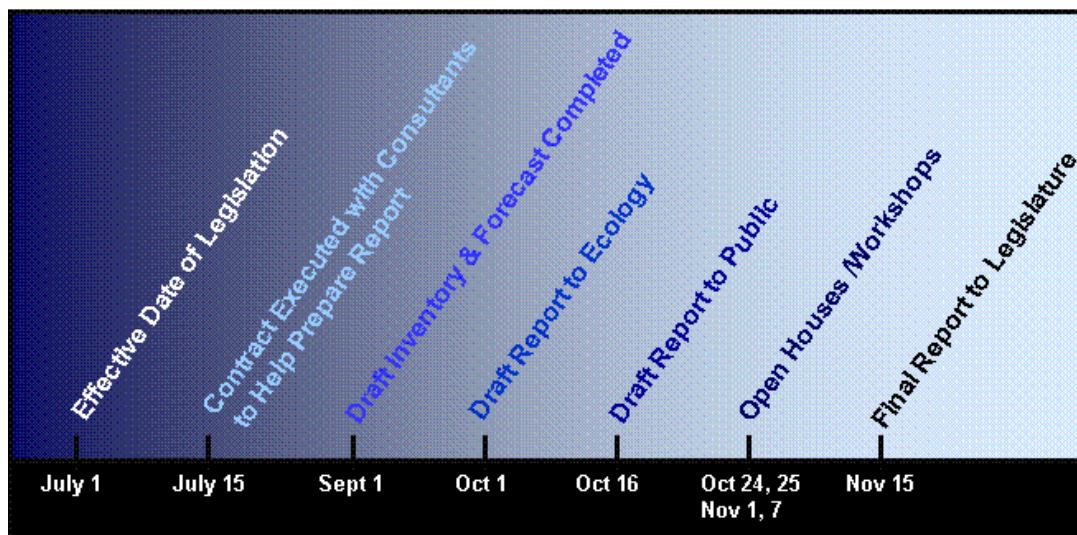 Effective Date of Legislation
Contract Executed with Consultants
to Help Prepare Report
Draft Inventory & Forecast Completed
Draft Report to Ecology
Draft Report to Public
Open Houses /Workshops
Final Report to Legislature
July 1
July 15
Sept 1
Oct 1
Oct 16
Oct 24, 25
Nov 1, 7
Nov 15